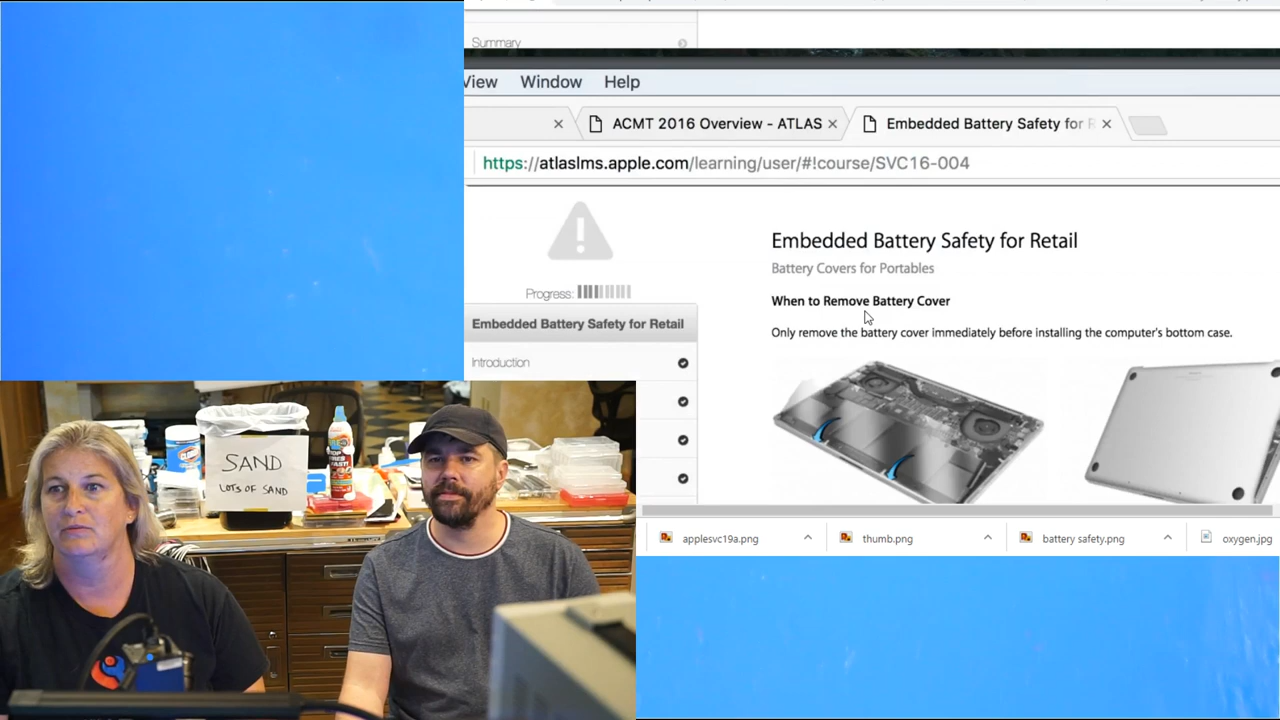 Summary
View Window Help
ACMT 2016 Overview - ATLAS
Embedded Battery Safety for R
https://atlaslms.apple.com/learning/user/#!course/SVC16-004
Embedded Battery Safety for Retail
Battery Covers for Portables
Progress:
When to Remove Battery Cover
Embedded Battery Safety for Retail
Only remove the battery cover immediately before installing the computer's bottom case.
Introduction
SAND
LOTS OF SAND
applesvc19a.png
thumb.png
battery safety.png
oxygen.jpg